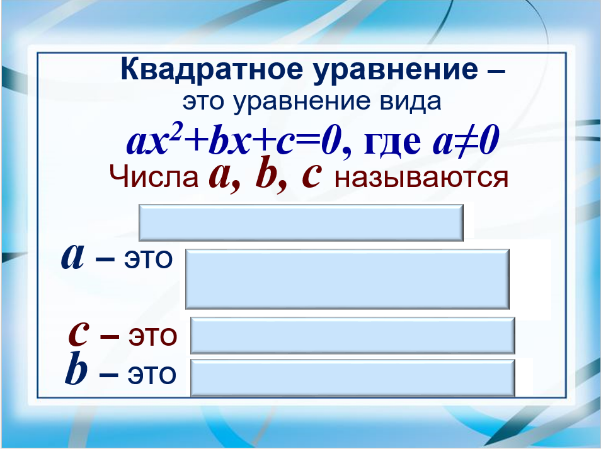 Квадратное уравнение –
это уравнение вида
ax²+bx+c=0, где a≠0
Числа a, b, c называются
a – это
c – это
b – это